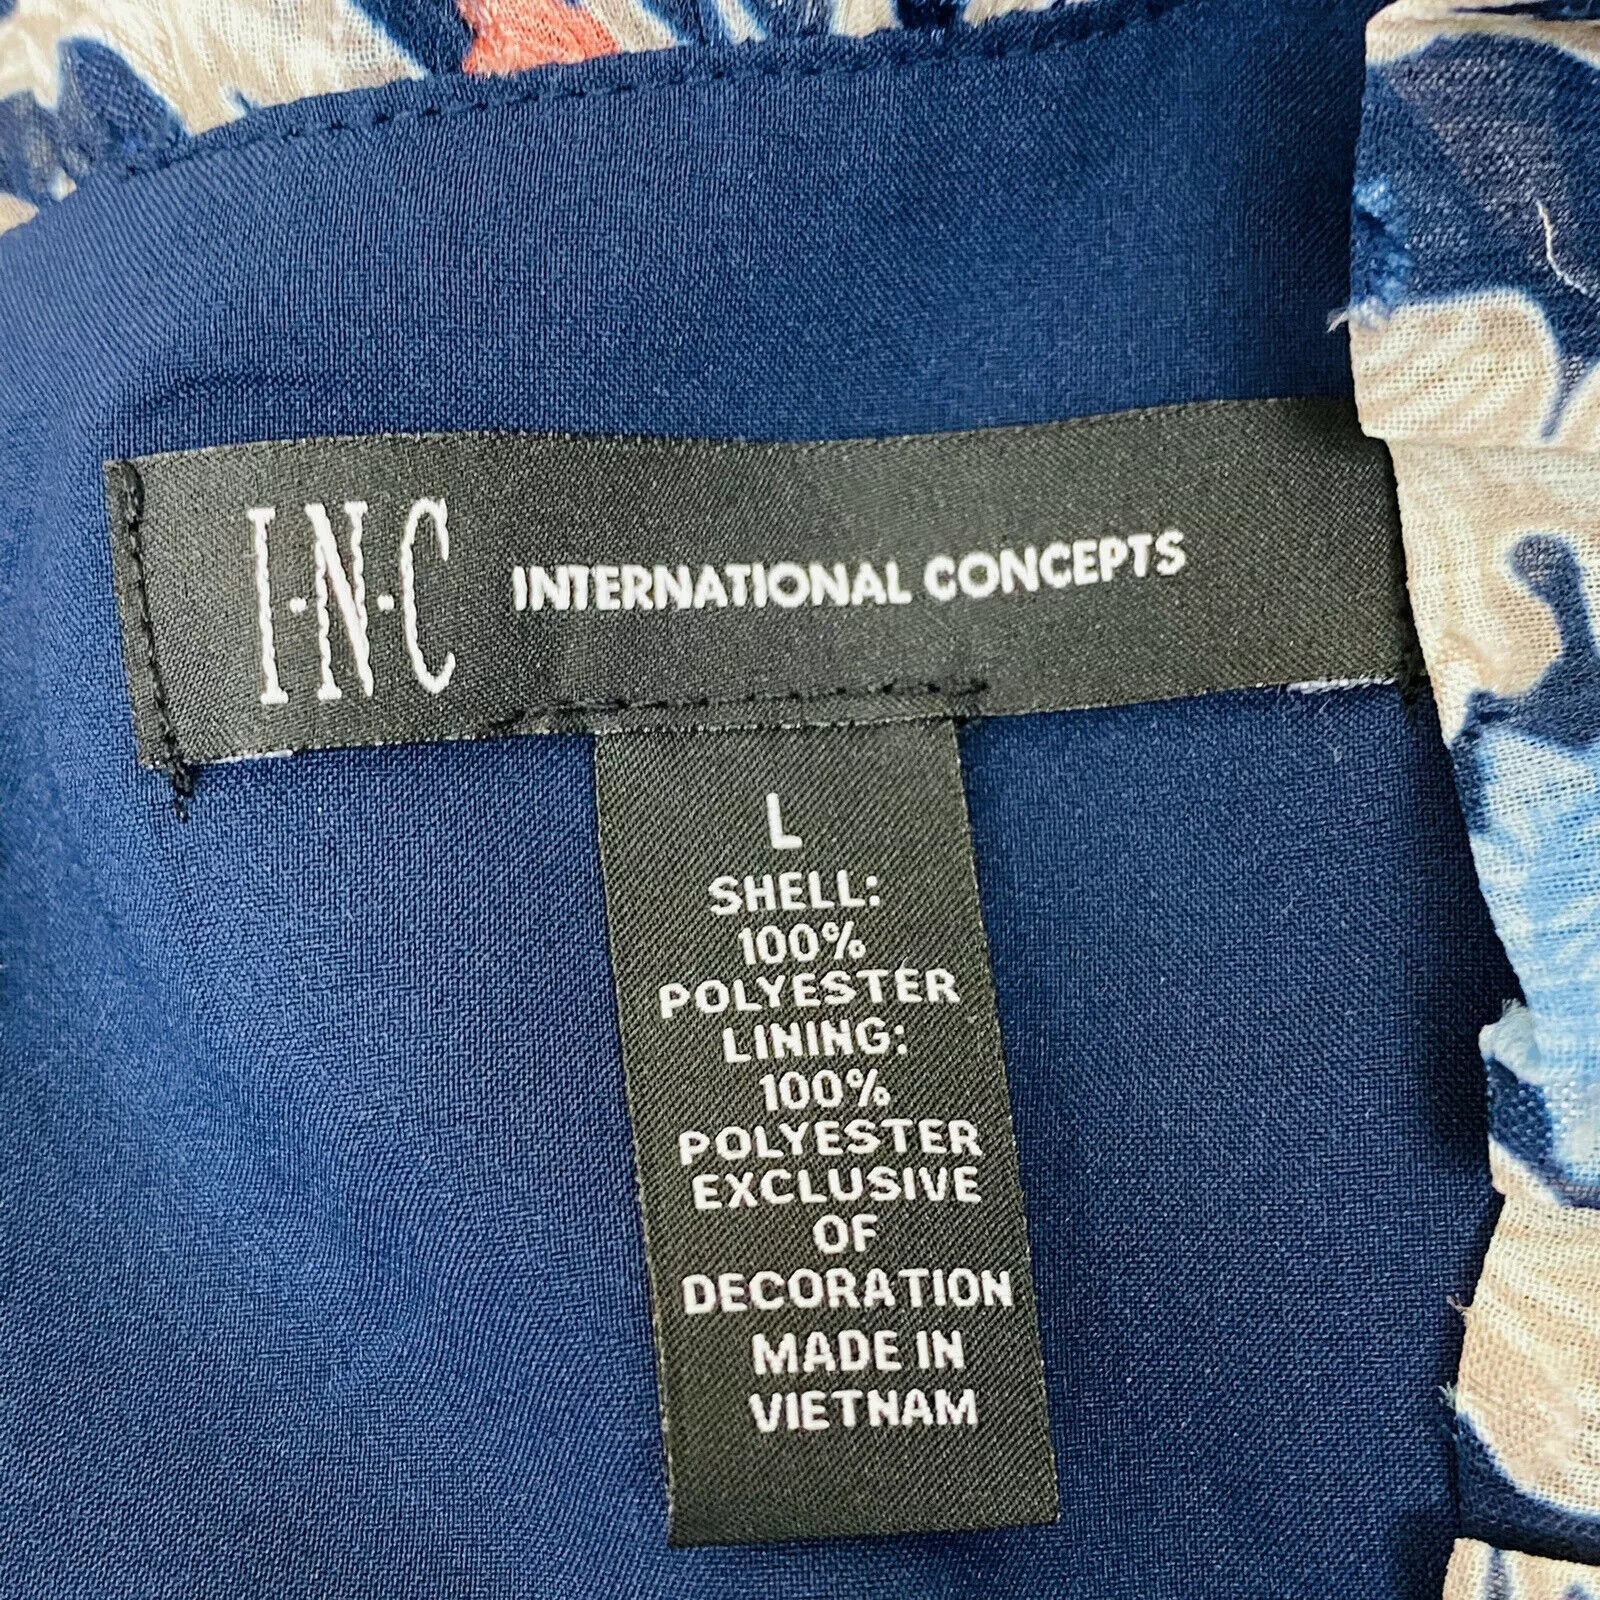 I·N·C INTERNATIONAL CONCEPTS
L
SHELL:
100%
POLYESTER
LINING:
100%
POLYESTER
EXCLUSIVE
OF
DECORATION
MADE IN
VIETNAM